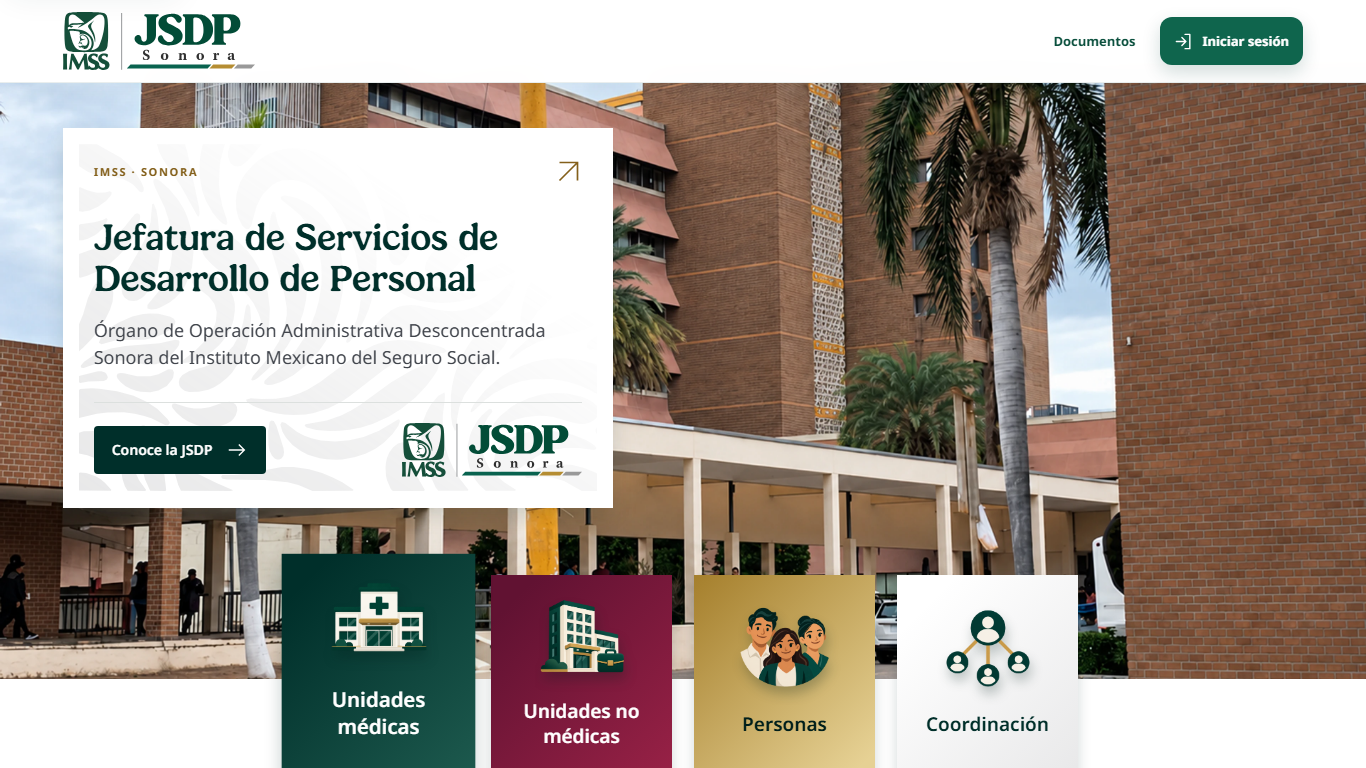 IMSS
JSDP
Sonora
Documentos
Iniciar sesión
IMSS · SONORA
Jefatura de Servicios de
Desarrollo de Personal
Órgano de Operación Administrativa Desconcentrada
Sonora del Instituto Mexicano del Seguro Social.
Conoce la JSDP
IMSS
JSDP
Sonora
Unidades
médicas
Unidades no
médicas
Personas
Coordinación